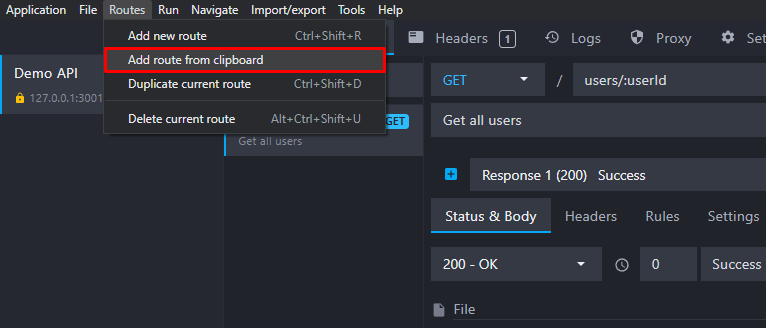 Application File Routes Run Navigate Import/export Tools Help
Add new route Ctrl+Shift+R
Add route from clipboard
Duplicate current route Ctrl+Shift+D
Delete current route Alt+Ctrl+Shift+U
Demo API
127.0.0.1:3001
GET
Get all users
Headers 1 Logs Proxy Set
GET / users/:userId
Get all users
Response 1 (200) Success
Status & Body Headers Rules Settings
200 - OK 0 Success
File